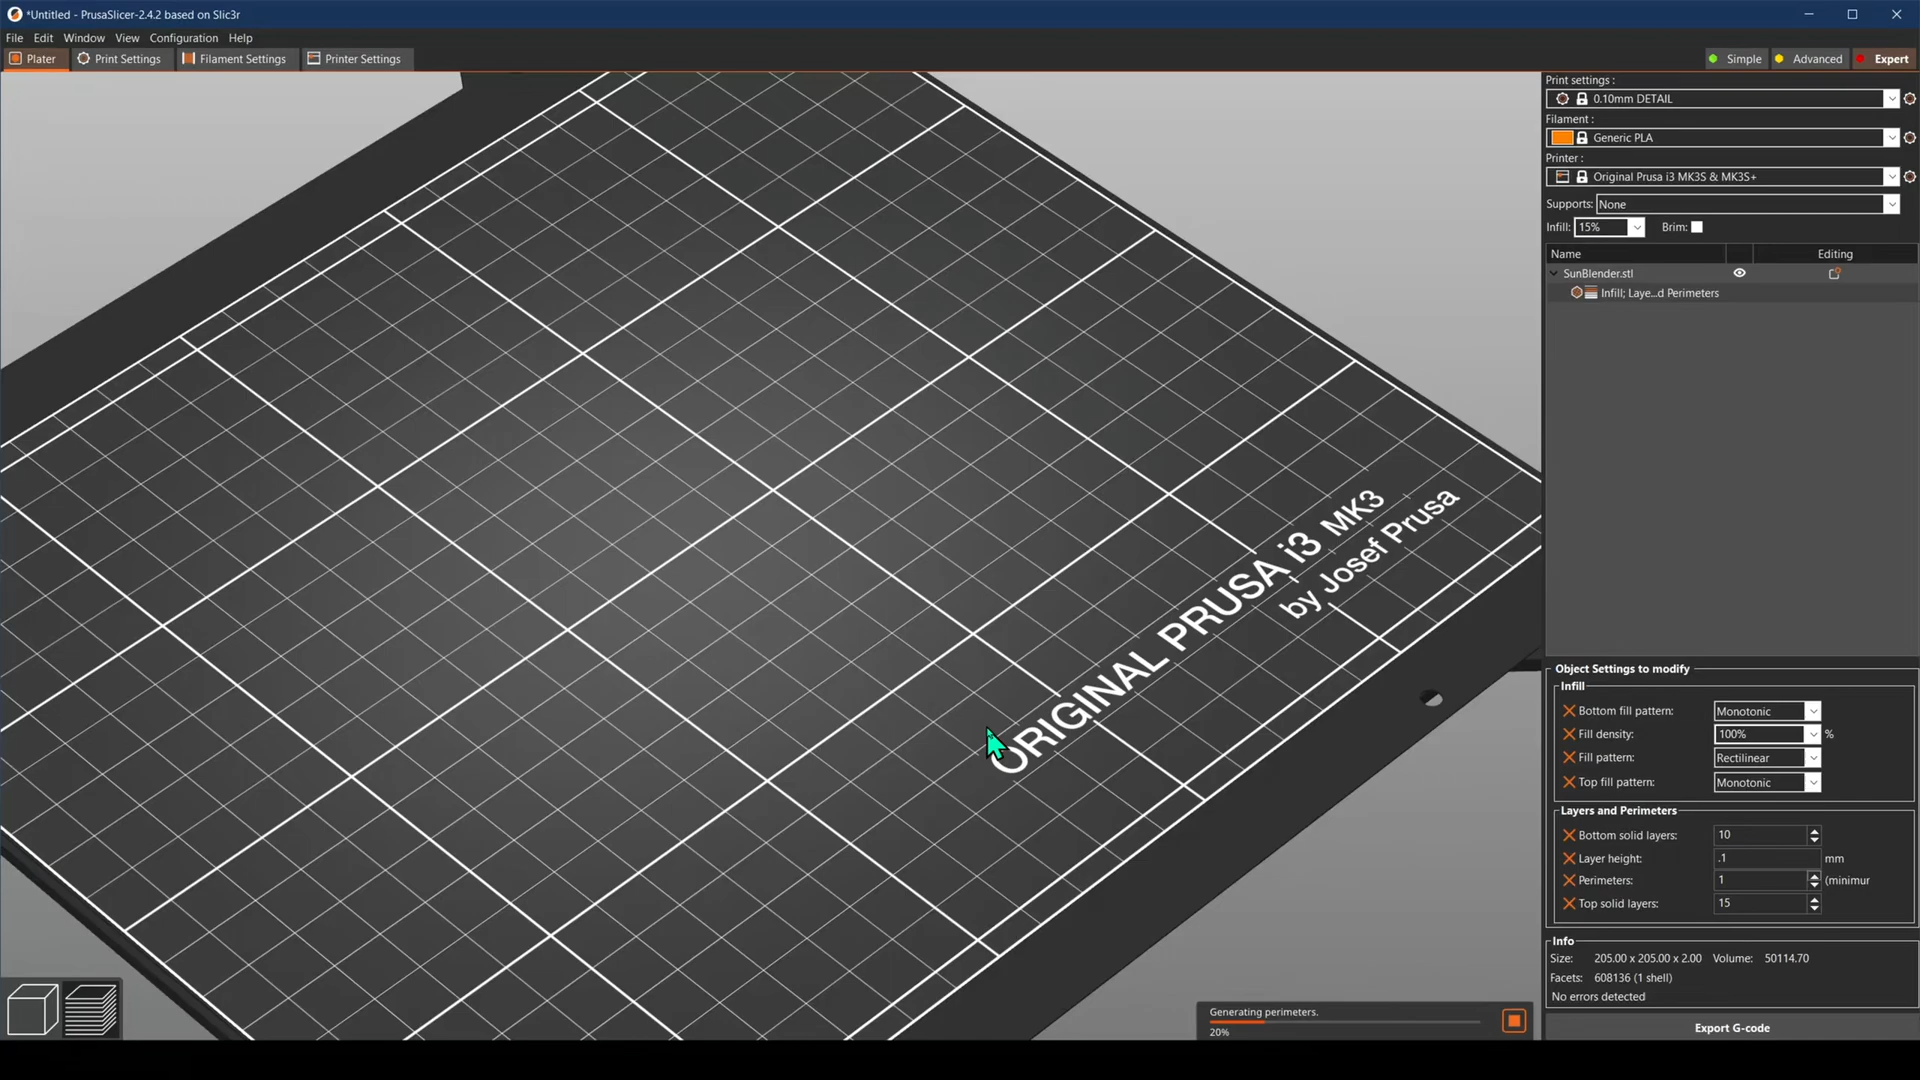 *Untitled - PrusaSlicer-2.4.2 based on Slic3r
File Edit Window View Configuration Help
Plater Print Settings Filament Settings Printer Settings Simple Advanced Expert
Print settings :
0.10mm DETAIL
Filament :
Generic PLA
Printer :
Original Prusa i3 MK3S & MK3S+
Supports: None
Infill: 15% Brim:
Name Editing
SunBlender.stl
Infill; Laye...d Perimeters
ORIGINAL PRUSA i3 MK3
by Josef Prusa
Object Settings to modify
Infill
Bottom fill pattern: Monotonic
Fill density: 100% %
Fill pattern: Rectilinear
Top fill pattern: Monotonic
Layers and Perimeters
Bottom solid layers: 10
Layer height: .1 mm
Perimeters: 1 (minimur
Top solid layers: 15
Info
Size: 205.00 x 205.00 x 2.00 Volume: 50114.70
Facets: 608136 (1 shell)
No errors detected
Generating perimeters.
20%
Export G-code